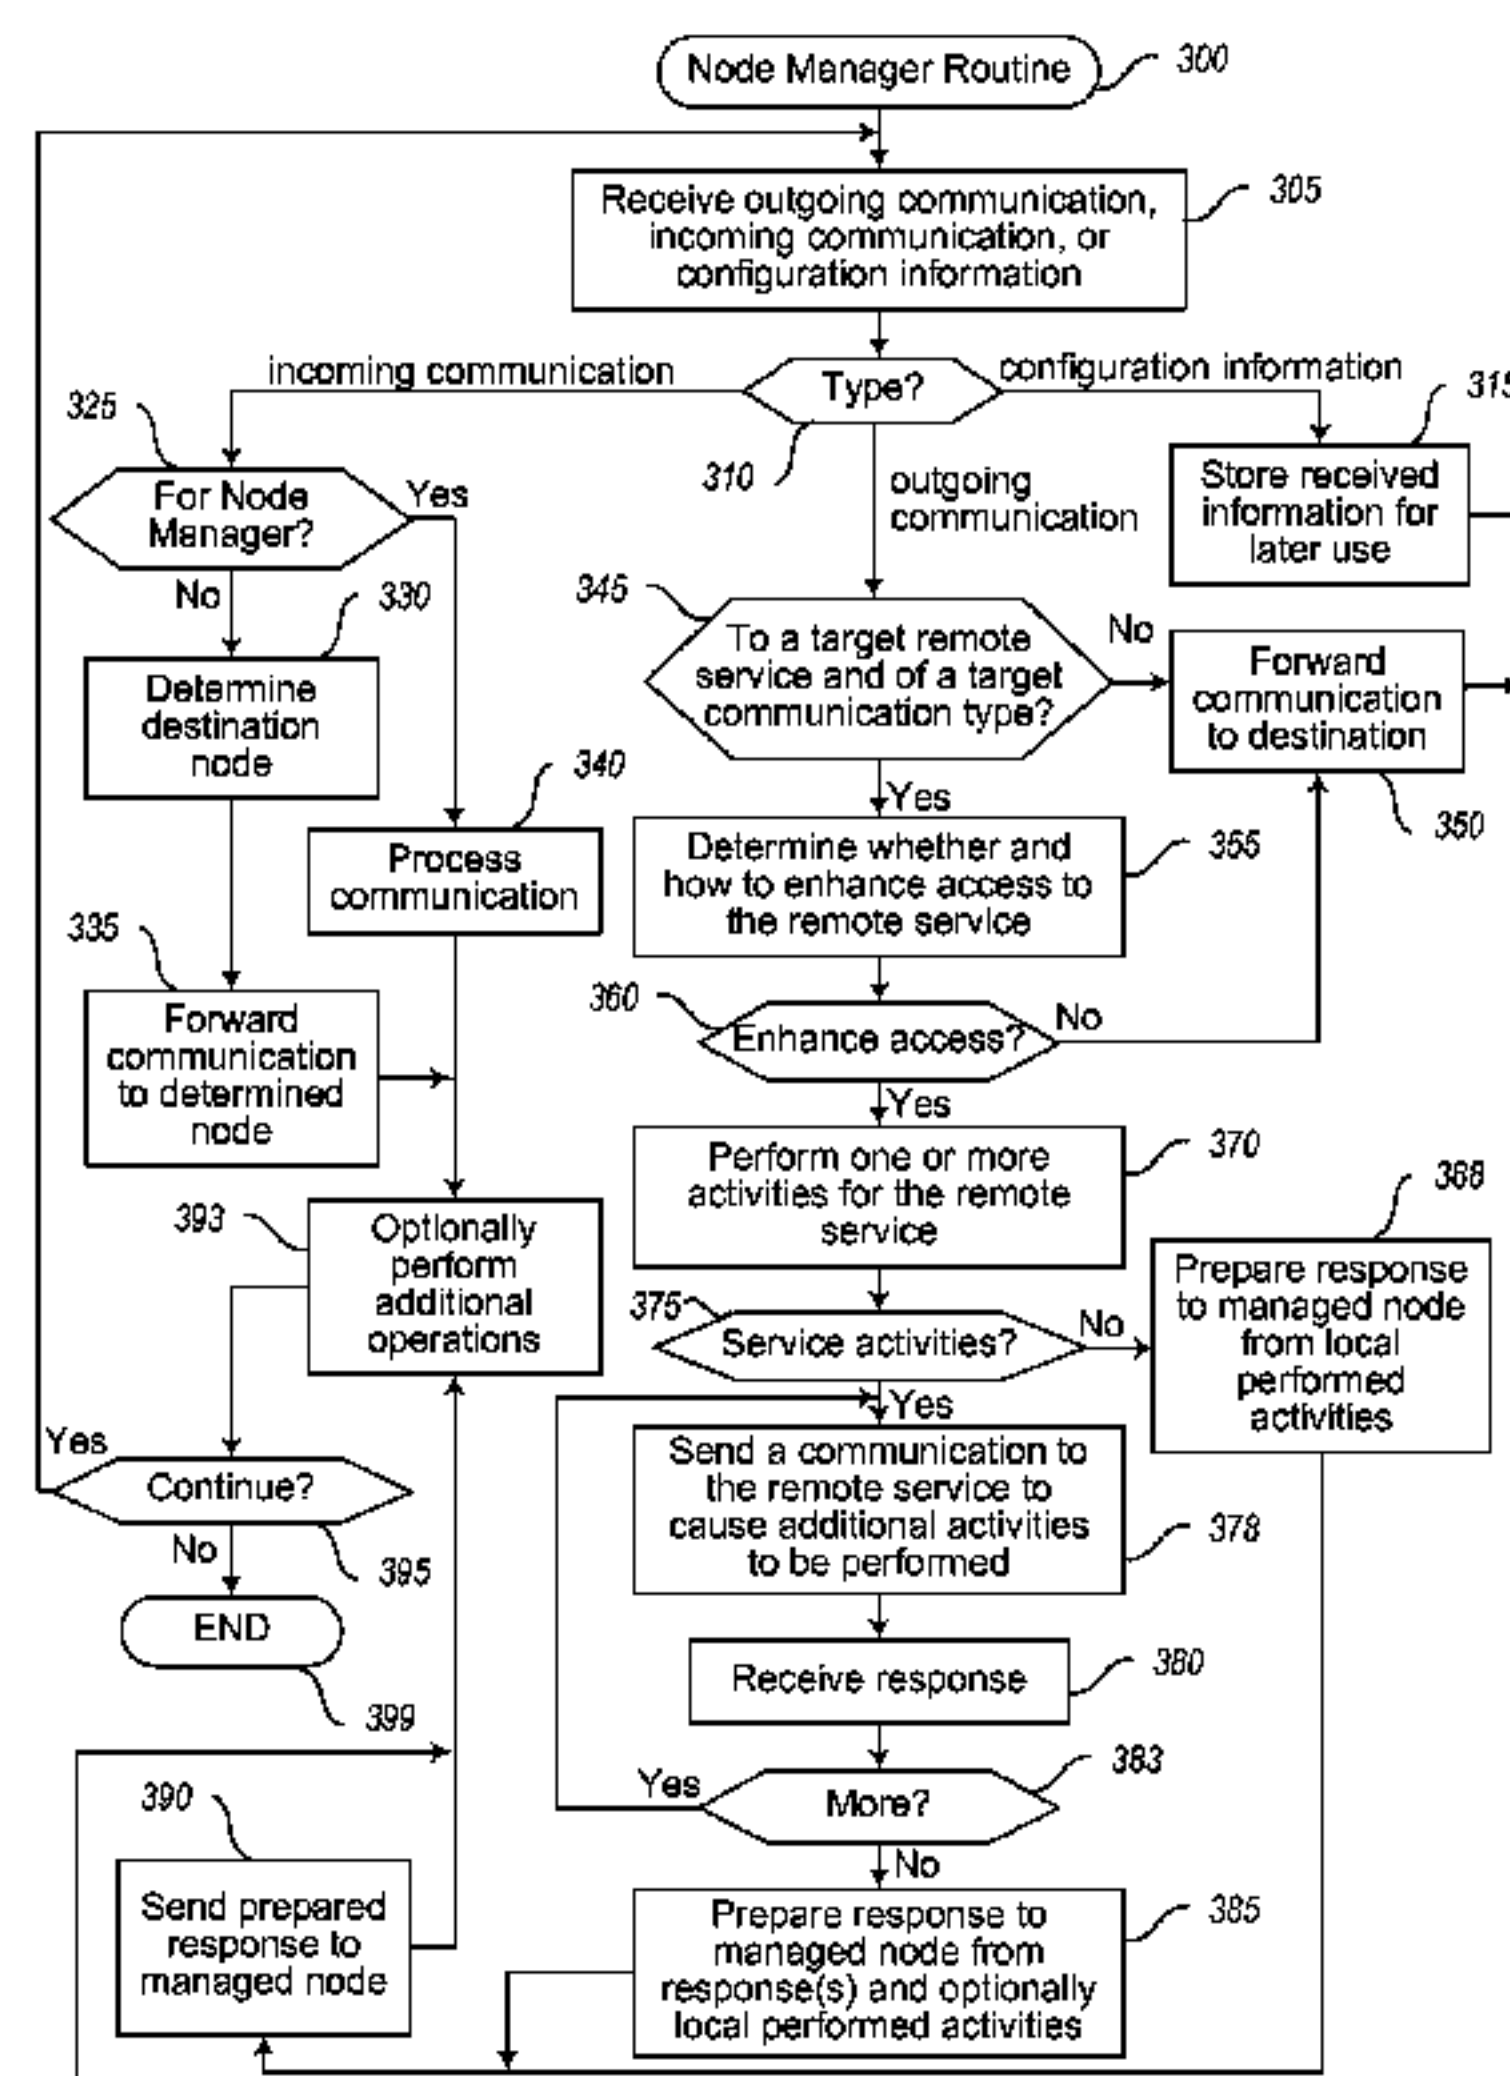 Node Manager Routine
300
Receive outgoing communication,
incoming communication, or
configuration information
305
incoming communication
Type?
configuration information
310
325
For Node
Manager?
Yes
No
outgoing
communication
315
Store received
information for
later use
330
Determine
destination
node
345
To a target remote
service and of a target
communication type?
No
Yes
Forward
communication
to destination
350
340
Process
communication
355
Determine whether and
how to enhance access to
the remote service
335
Forward
communication
to determined
node
360
Enhance access?
No
Yes
370
Perform one or more
activities for the remote
service
393
Optionally
perform
additional
operations
375
Service activities?
No
Yes
388
Prepare response
to managed node
from local
performed
activities
Yes
Continue?
No
395
END
399
Send a communication to
the remote service to
cause additional activities
to be performed
378
Receive response
380
Yes
More?
383
No
390
Send prepared
response to
managed node
385
Prepare response to
managed node from
response(s) and optionally
local performed activities